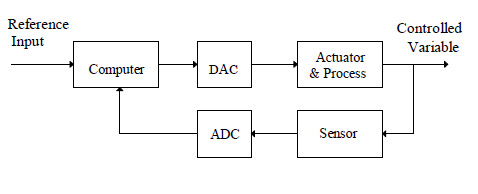 Reference
Input
Controlled
Variable
Computer
DAC
Actuator
& Process
ADC
Sensor